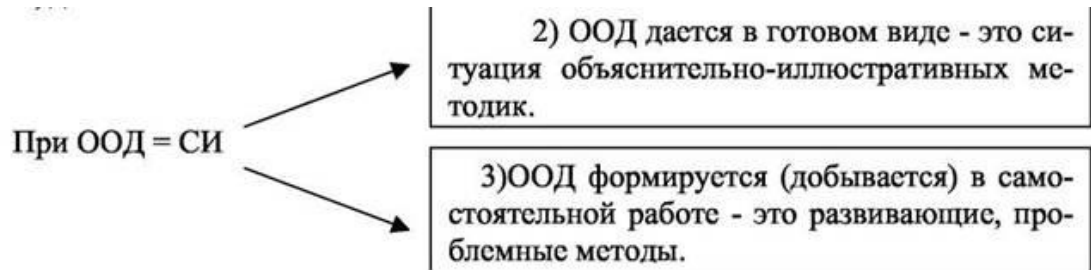 2) ООД дается в готовом виде - это си-
туация объяснительно-иллюстративных ме-
тодик.
При ООД = СИ
3)ООД формируется (добывается) в само-
стоятельной работе - это развивающие, про-
блемные методы.